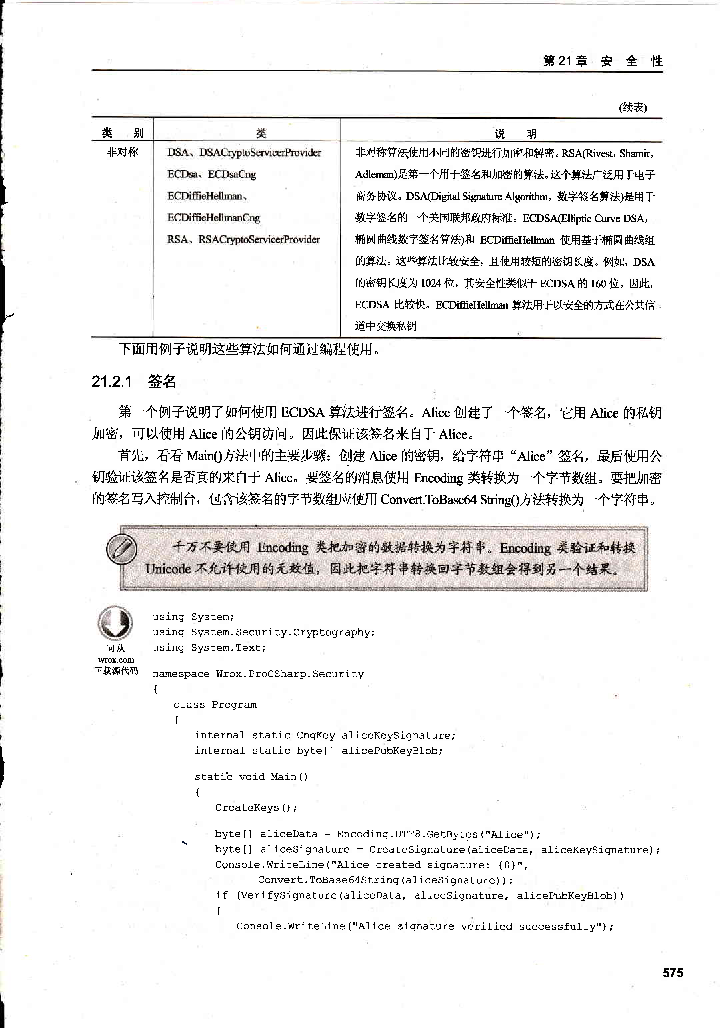 第21章 安 全 性
(续表)
类 别 类 说 明
非对称 DSA、DSACryptoServicerProvider 非对称算法使用不同的密钥进行加密和解密。RSA(Rivest, Shamir,
ECDsa、ECDsaCng Adleman)是第一个用于签名和加密的算法。这个算法广泛用于电子
ECDiffieHellman、 商务协议。DSA(Digital Signature Algorithm, 数字签名算法)是用于
ECDiffieHellmanCng 数字签名的一个美国联邦政府标准。ECDSA(Elliptic Curve DSA,
RSA、RSACryptoServicerProvider 椭圆曲线数字签名算法)和 ECDiffieHellman 使用基于椭圆曲线组
的算法。这些算法比较安全，且使用较短的密钥长度。例如，DSA
的密钥长度为 1024 位，其安全性类似于 ECDSA 的 160 位，因此，
ECDSA 比较快。ECDiffieHellman 算法用于以安全的方式在公共信
道中交换私钥
下面用例子说明这些算法如何通过编程使用。
21.2.1 签名
第一个例子说明了如何使用 ECDSA 算法进行签名。Alice 创建了一个签名，它用 Alice 的私钥
加密，可以使用 Alice 的公钥访问。因此保证该签名来自于 Alice。
首先，看看 Main()方法中的主要步骤：创建 Alice 的密钥，给字符串“Alice”签名，最后使用公
钥验证该签名是否真的来自于 Alice。要签名的消息使用 Encoding 类转换为一个字节数组。要把加密
的签名写入控制台，包含该签名的字节数组应使用 Convert.ToBase64 String()方法转换为一个字符串。
千万不要使用 Encoding 类把加密的数据转换为字符串。Encoding 类验证和转换
Unicode 不允许使用的无效值，因此把字符串转换回字节数组会得到另一个结果。
可从
wrox.com
下载源代码
using System;
using System.Security.Cryptography;
using System.Text;
namespace Wrox.ProCSharp.Security
{
class Program
{
internal static CngKey aliceKeySignature;
internal static byte[] alicePubKeyBlob;
static void Main()
{
CreateKeys();
byte[] aliceData = Encoding.UTF8.GetBytes("Alice");
byte[] aliceSignature = CreateSignature(aliceData, aliceKeySignature);
Console.WriteLine("Alice created signature: {0}",
Convert.ToBase64String(aliceSignature));
if (VerifySignature(aliceData, aliceSignature, alicePubKeyBlob))
{
Console.WriteLine("Alice signature verified successfully");
575